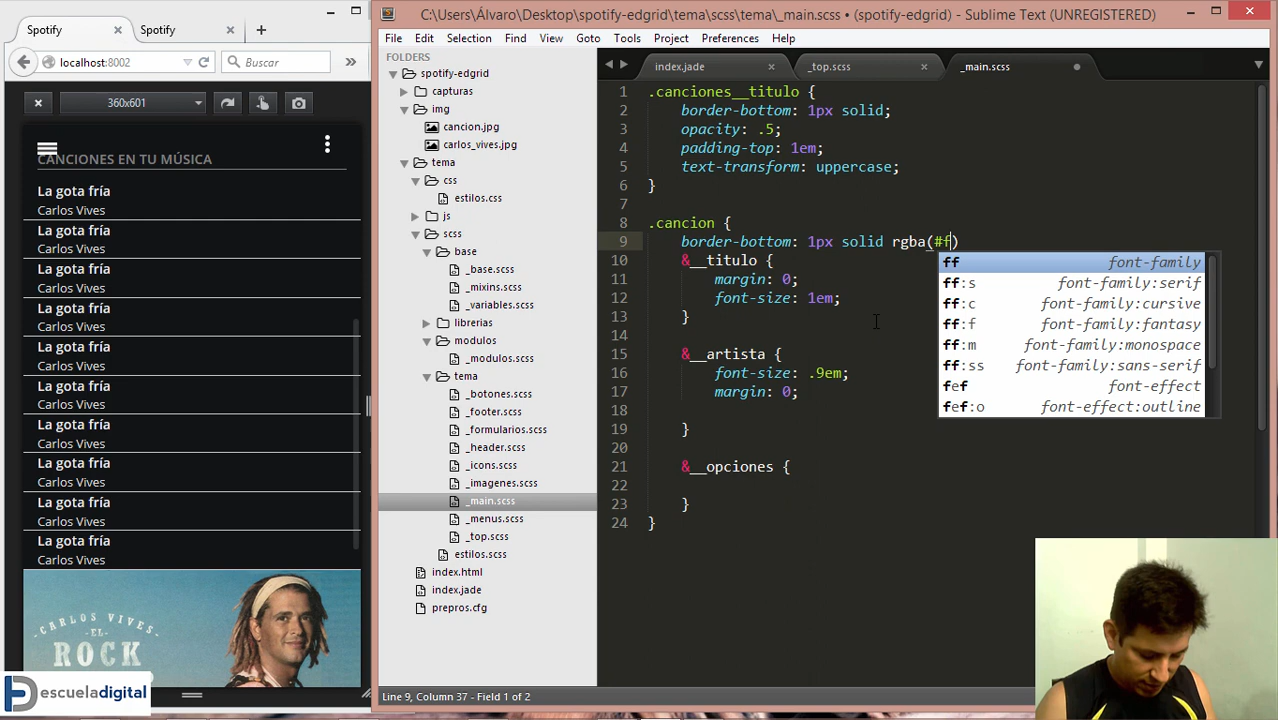 C:\Users\Álvaro\Desktop\spotify-edgrid\tema\scss\tema\_main.scss • (spotify-edgrid) - Sublime Text (UNREGISTERED)
Spotify
Spotify
localhost:8002
Buscar
360x601
CANCIONES EN TU MÚSICA
La gota fría
Carlos Vives
La gota fría
Carlos Vives
La gota fría
Carlos Vives
La gota fría
Carlos Vives
La gota fría
Carlos Vives
La gota fría
Carlos Vives
La gota fría
Carlos Vives
La gota fría
Carlos Vives
La gota fría
Carlos Vives
La gota fría
Carlos Vives
-CARLOS VIVES-
EL
ROCK
escueladigital
File Edit Selection Find View Goto Tools Project Preferences Help
FOLDERS
spotify-edgrid
capturas
img
cancion.jpg
carlos_vives.jpg
tema
css
estilos.css
js
scss
base
_base.scss
_mixins.scss
_variables.scss
librerias
modulos
_modulos.scss
tema
_botones.scss
_footer.scss
_formularios.scss
_header.scss
_icons.scss
_imagenes.scss
_main.scss
_menus.scss
_top.scss
estilos.scss
index.html
index.jade
prepros.cfg
index.jade
_top.scss
_main.scss
1 .canciones__titulo {
2 border-bottom: 1px solid;
3 opacity: .5;
4 padding-top: 1em;
5 text-transform: uppercase;
6 }
7
8 .cancion {
9 border-bottom: 1px solid rgba(#f)
10 &__titulo {
11 margin: 0;
12 font-size: 1em;
13 }
14
15 &__artista {
16 font-size: .9em;
17 margin: 0;
18
19 }
20
21 &__opciones {
22
23 }
24 }
ff font-family
ff:s font-family:serif
ff:c font-family:cursive
ff:f font-family:fantasy
ff:m font-family:monospace
ff:ss font-family:sans-serif
fef font-effect
fef:o font-effect:outline
Line 9, Column 37 - Field 1 of 2